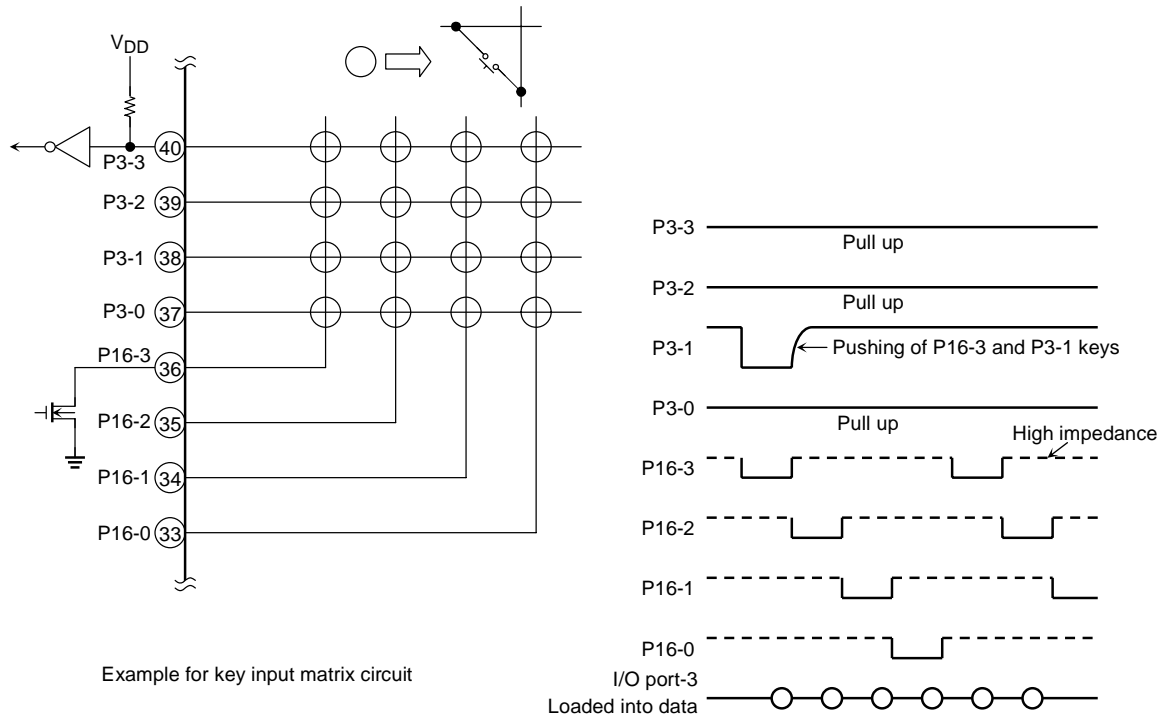 VDD
P3-3 40
P3-2 39
P3-1 38
P3-0 37
P16-3 36
P16-2 35
P16-1 34
P16-0 33
Example for key input matrix circuit
P3-3
Pull up
P3-2
Pull up
P3-1
Pushing of P16-3 and P3-1 keys
P3-0
Pull up
High impedance
P16-3
P16-2
P16-1
P16-0
I/O port-3
Loaded into data